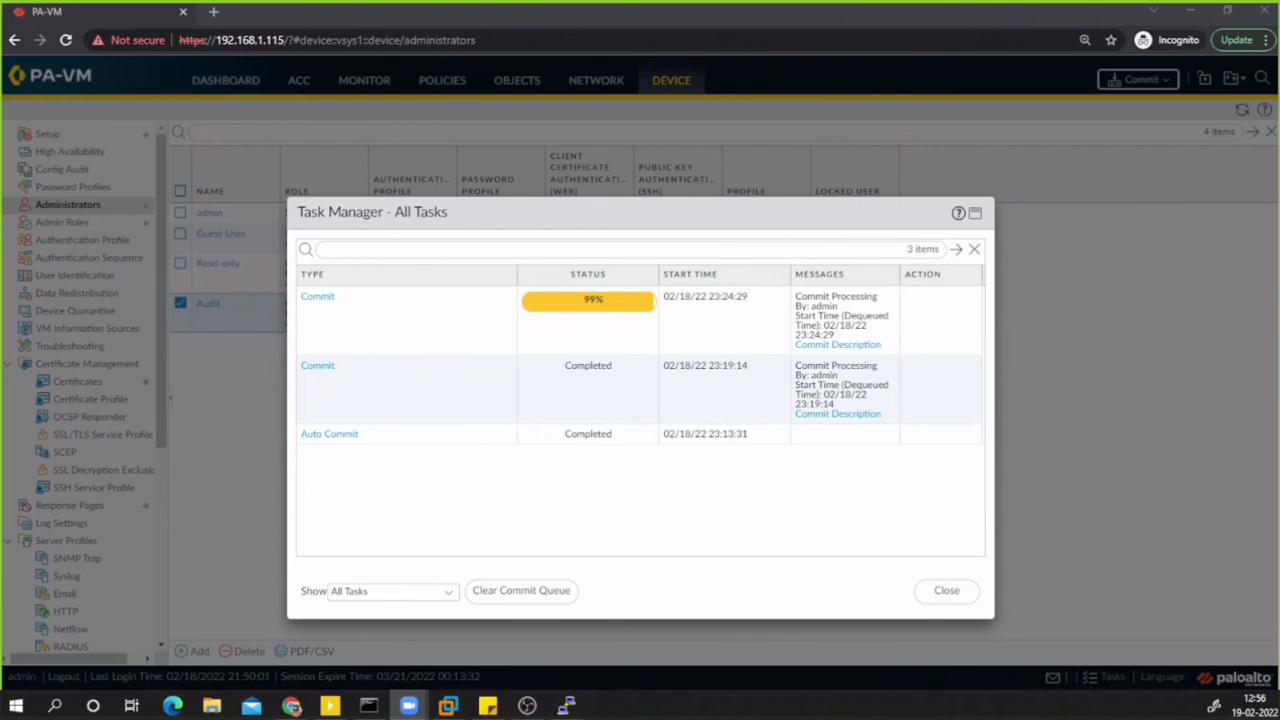 PA-VM
Not secure https://192.168.1.115/?#device::vsys1::device/administrators
Incognito
Update
PA-VM
DASHBOARD ACC MONITOR POLICIES OBJECTS NETWORK DEVICE
Commit
4 items
Setup
High Availability
Config Audit
Password Profiles
Administrators
Admin Roles
Authentication Profile
Authentication Sequence
User Identification
Data Redistribution
Device Quarantine
VM Information Sources
Troubleshooting
Certificate Management
Certificates
Certificate Profile
OCSP Responder
SSL/TLS Service Profile
SCEP
SSL Decryption Exclusio
SSH Service Profile
Response Pages
Log Settings
Server Profiles
SNMP Trap
Syslog
Email
HTTP
Netflow
RADIUS
NAME
ROLE
AUTHENTICATI...
PROFILE
PASSWORD
PROFILE
CLIENT
CERTIFICATE
AUTHENTICATI...
(WEB)
PUBLIC KEY
AUTHENTICATI...
(SSH)
PROFILE
LOCKED USER
admin
Guest-User
Read-only
Audit
Task Manager - All Tasks
3 items
TYPE STATUS START TIME MESSAGES ACTION
Commit 99% 02/18/22 23:24:29 Commit Processing
By: admin
Start Time (Dequeued
Time): 02/18/22
23:24:29
Commit Description
Commit Completed 02/18/22 23:19:14 Commit Processing
By: admin
Start Time (Dequeued
Time): 02/18/22
23:19:14
Commit Description
Auto Commit Completed 02/18/22 23:13:31
Show All Tasks Clear Commit Queue Close
Add Delete PDF/CSV
admin | Logout | Last Login Time: 02/18/2022 21:50:01 | Session Expire Time: 03/21/2022 00:13:32
Tasks | Language
paloalto
NETWORKS
12:56
19-02-2022